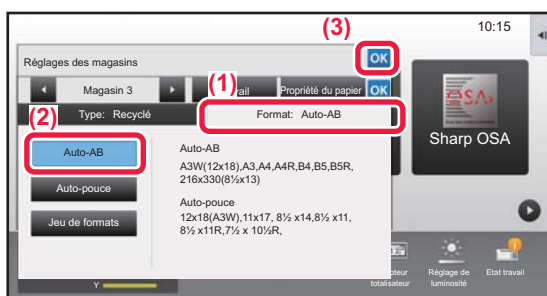 10:15
(3)
Réglages des magasins
OK
(1)
Magasin 3
ail
Propriété du papier
OK
(2)
Type: Recyclé
Format: Auto-AB
Auto-AB
Auto-pouce
Jeu de formats
Auto-AB
A3W(12x18),A3,A4,A4R,B4,B5,B5R,
216x330(8½x13)
Auto-pouce
12x18(A3W),11x17, 8½ x14,8½ x11,
8½ x11R,7½ x 10½R,
OSA
Sharp OSA
Y
pteur
totalisateur
Réglage de
luminosité
Etat travail